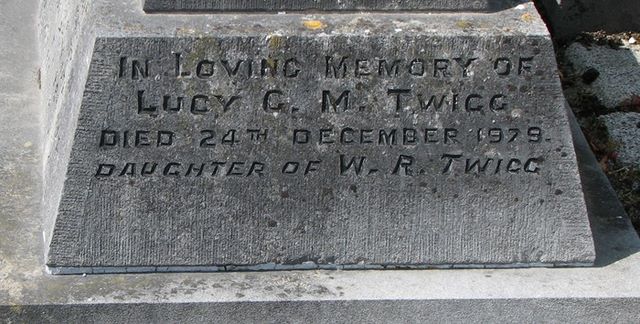 In Loving Memory of
Lucy G. M. Twigg
Died 24th December 1979.
Daughter of W. R. Twigg